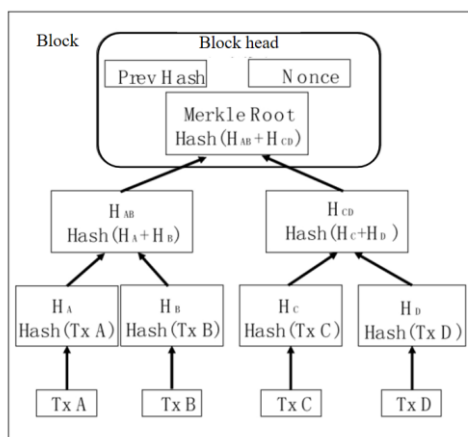 Block
Block head
Prev Hash
Nonce
Merkle Root
Hash(HAB+HCD)
HAB
Hash(HA+HB)
HCD
Hash(HC+HD)
HA
Hash(Tx A)
HB
Hash(Tx B)
HC
Hash(Tx C)
HD
Hash(Tx D)
Tx A
Tx B
Tx C
Tx D